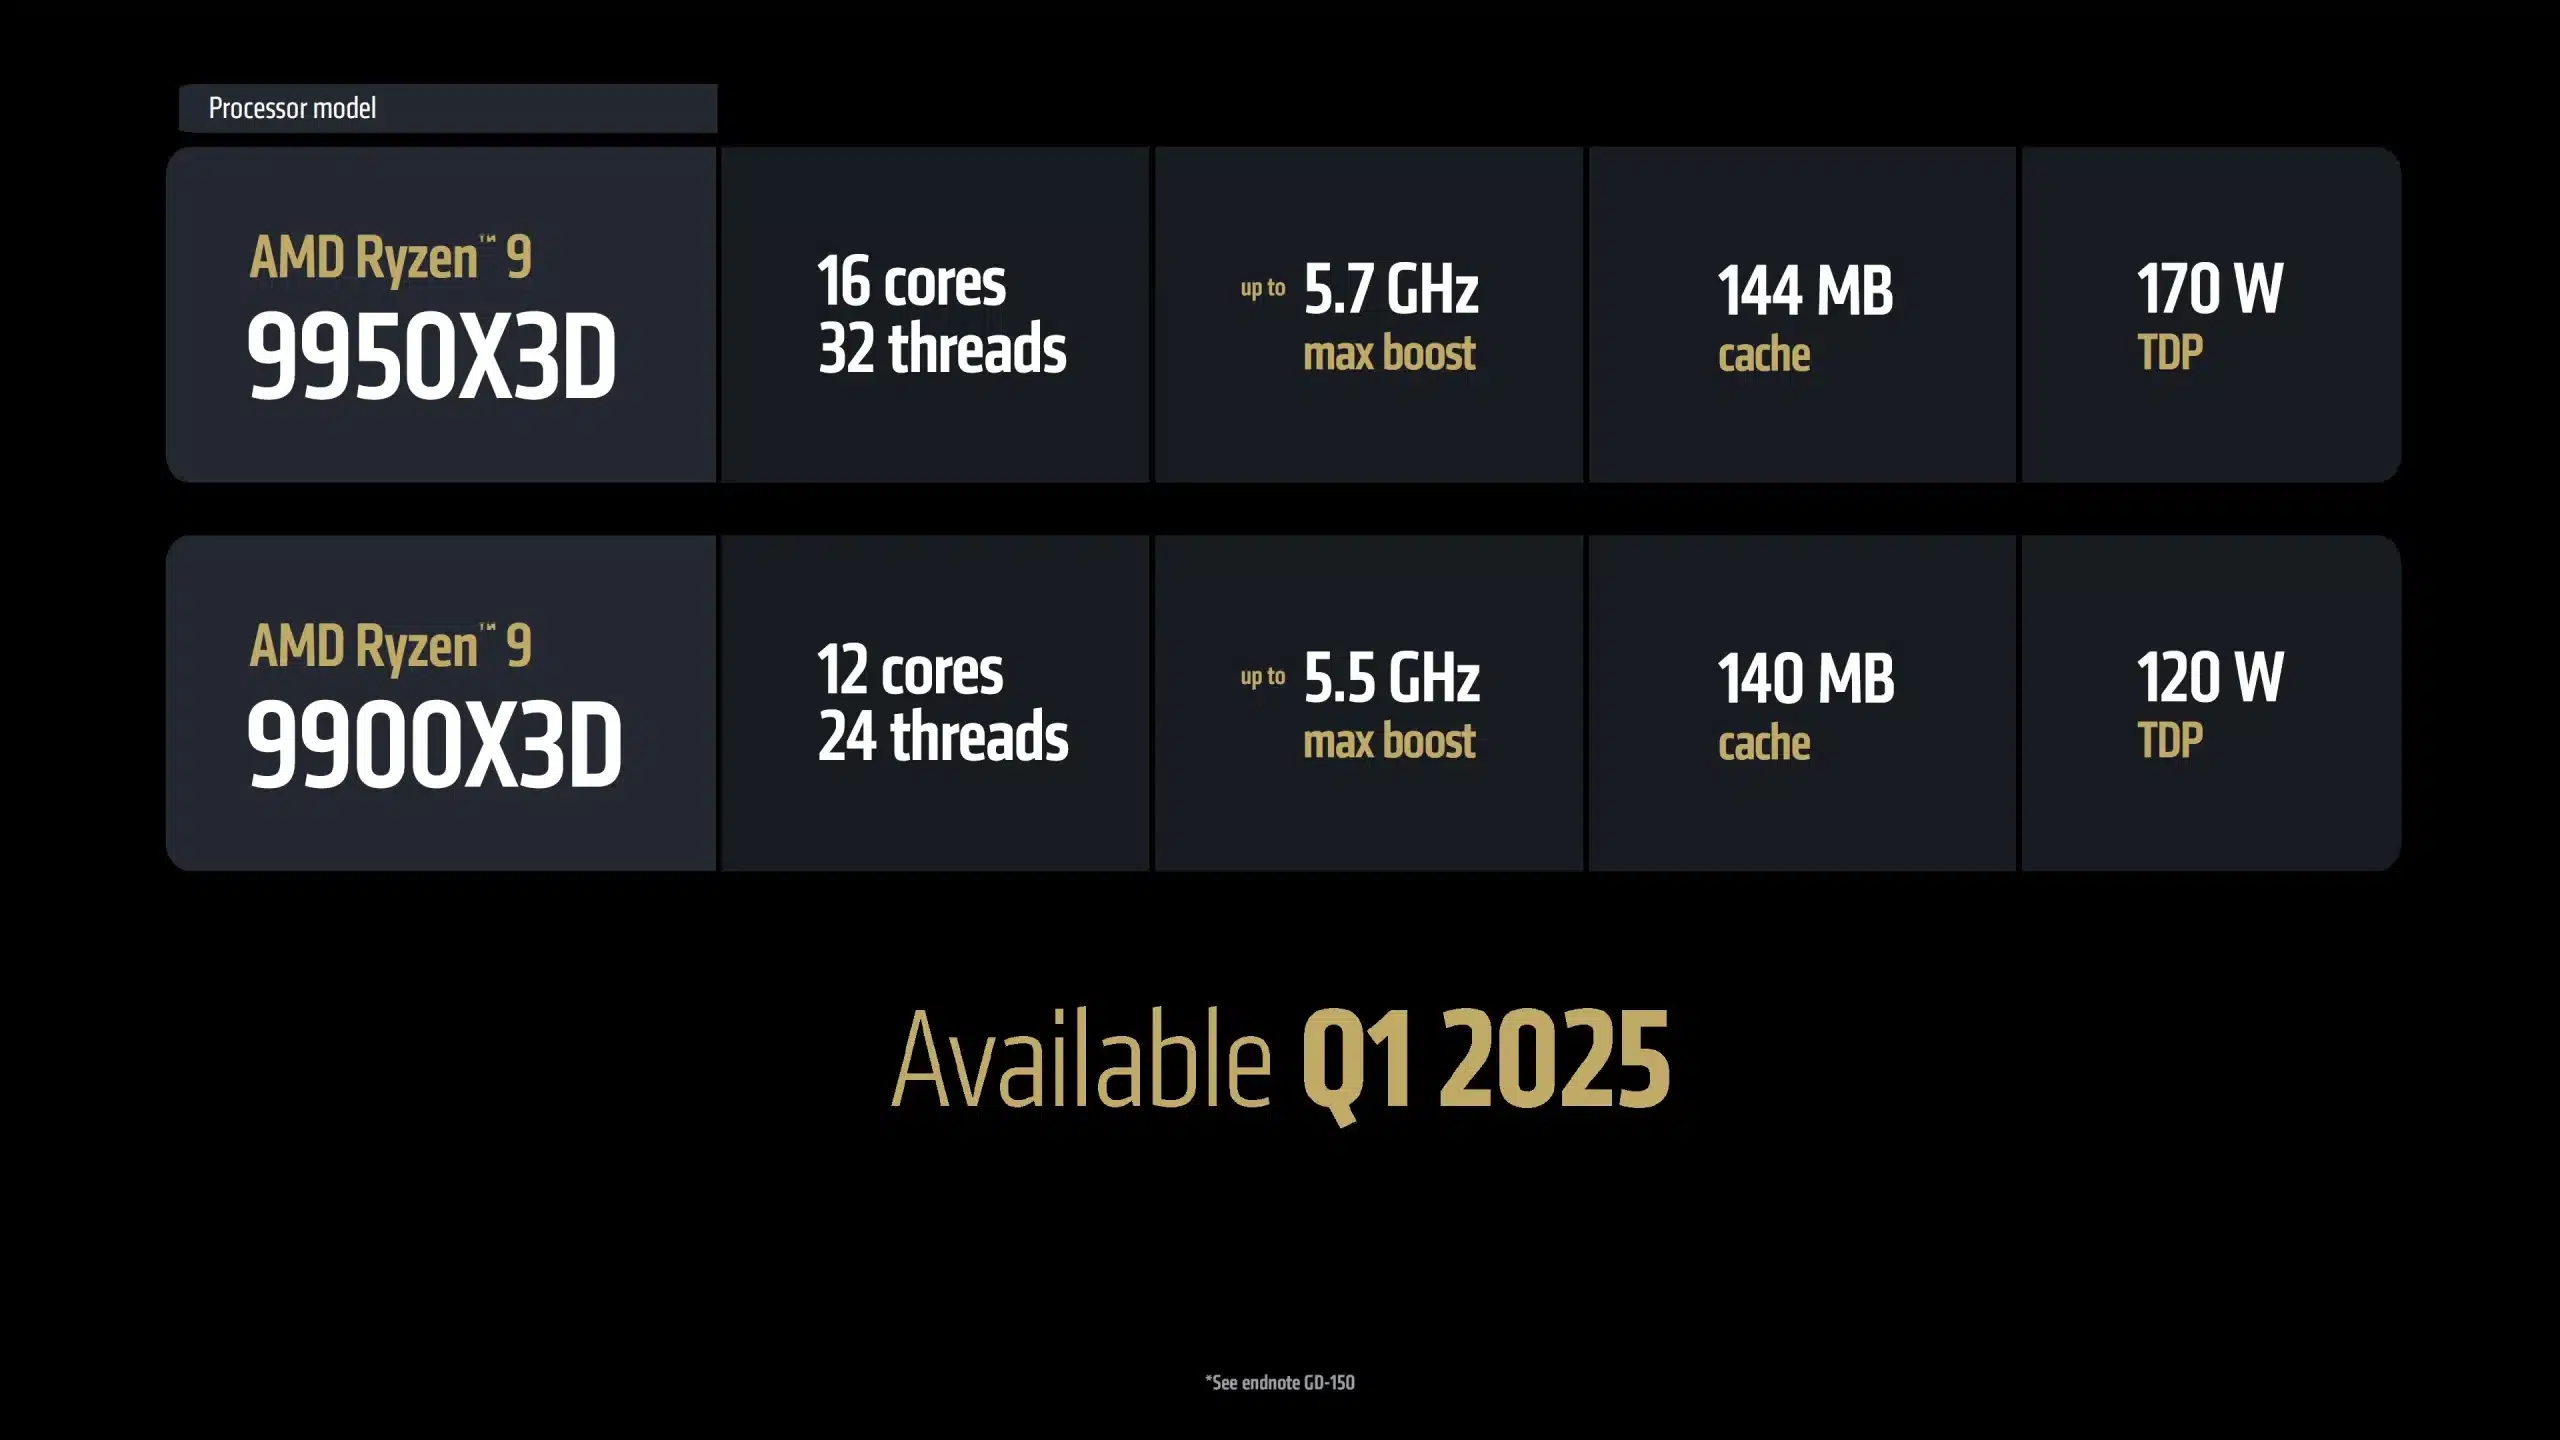 Processor model
AMD Ryzen™ 9
9950X3D
16 cores
32 threads
up to 5.7 GHz
max boost
144 MB
cache
170 W
TDP
AMD Ryzen™ 9
9900X3D
12 cores
24 threads
up to 5.5 GHz
max boost
140 MB
cache
120 W
TDP
Available Q1 2025
*See endnote GD-150